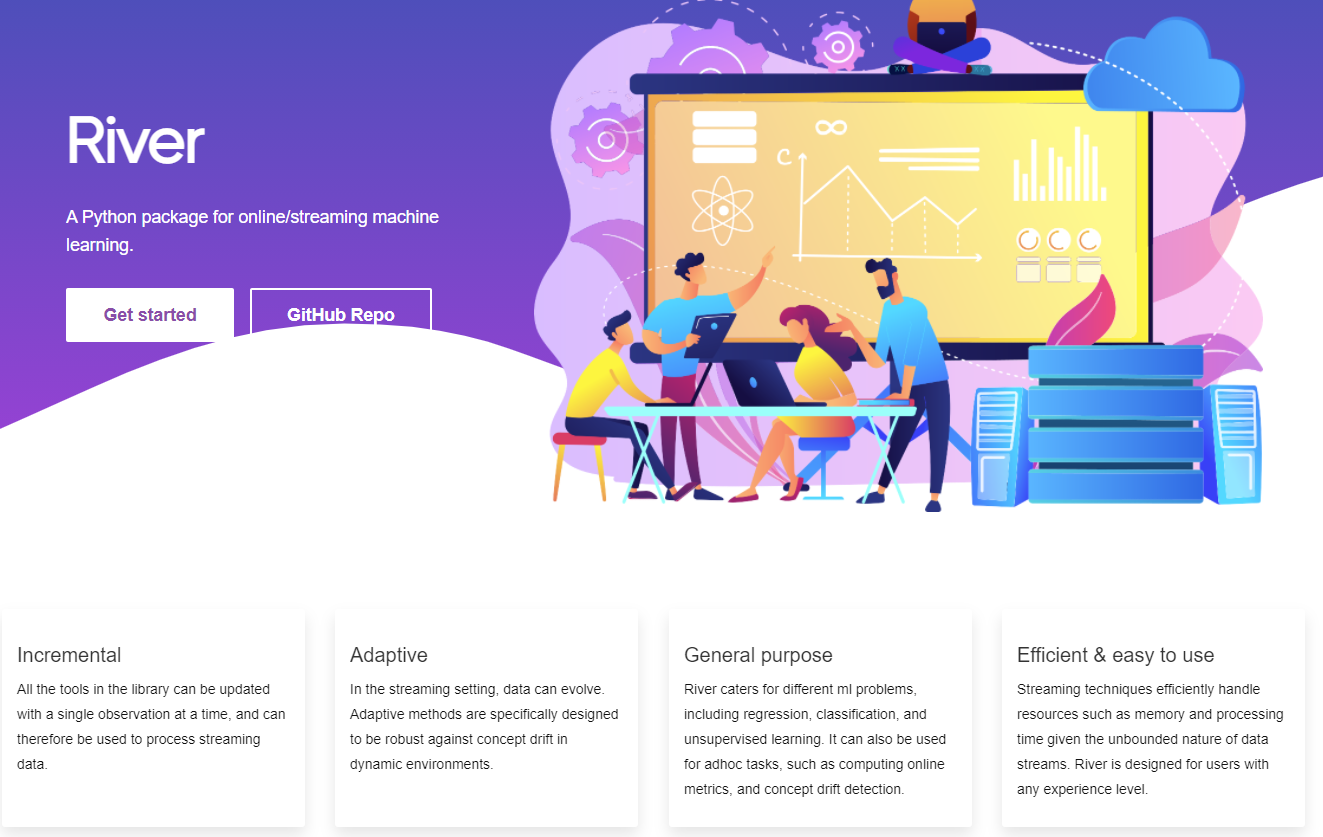 River
A Python package for online/streaming machine
learning.
Get started
GitHub Repo
C
Incremental
All the tools in the library can be updated
with a single observation at a time, and can
therefore be used to process streaming
data.
Adaptive
In the streaming setting, data can evolve.
Adaptive methods are specifically designed
to be robust against concept drift in
dynamic environments.
General purpose
River caters for different ml problems,
including regression, classification, and
unsupervised learning. It can also be used
for adhoc tasks, such as computing online
metrics, and concept drift detection.
Efficient & easy to use
Streaming techniques efficiently handle
resources such as memory and processing
time given the unbounded nature of data
streams. River is designed for users with
any experience level.